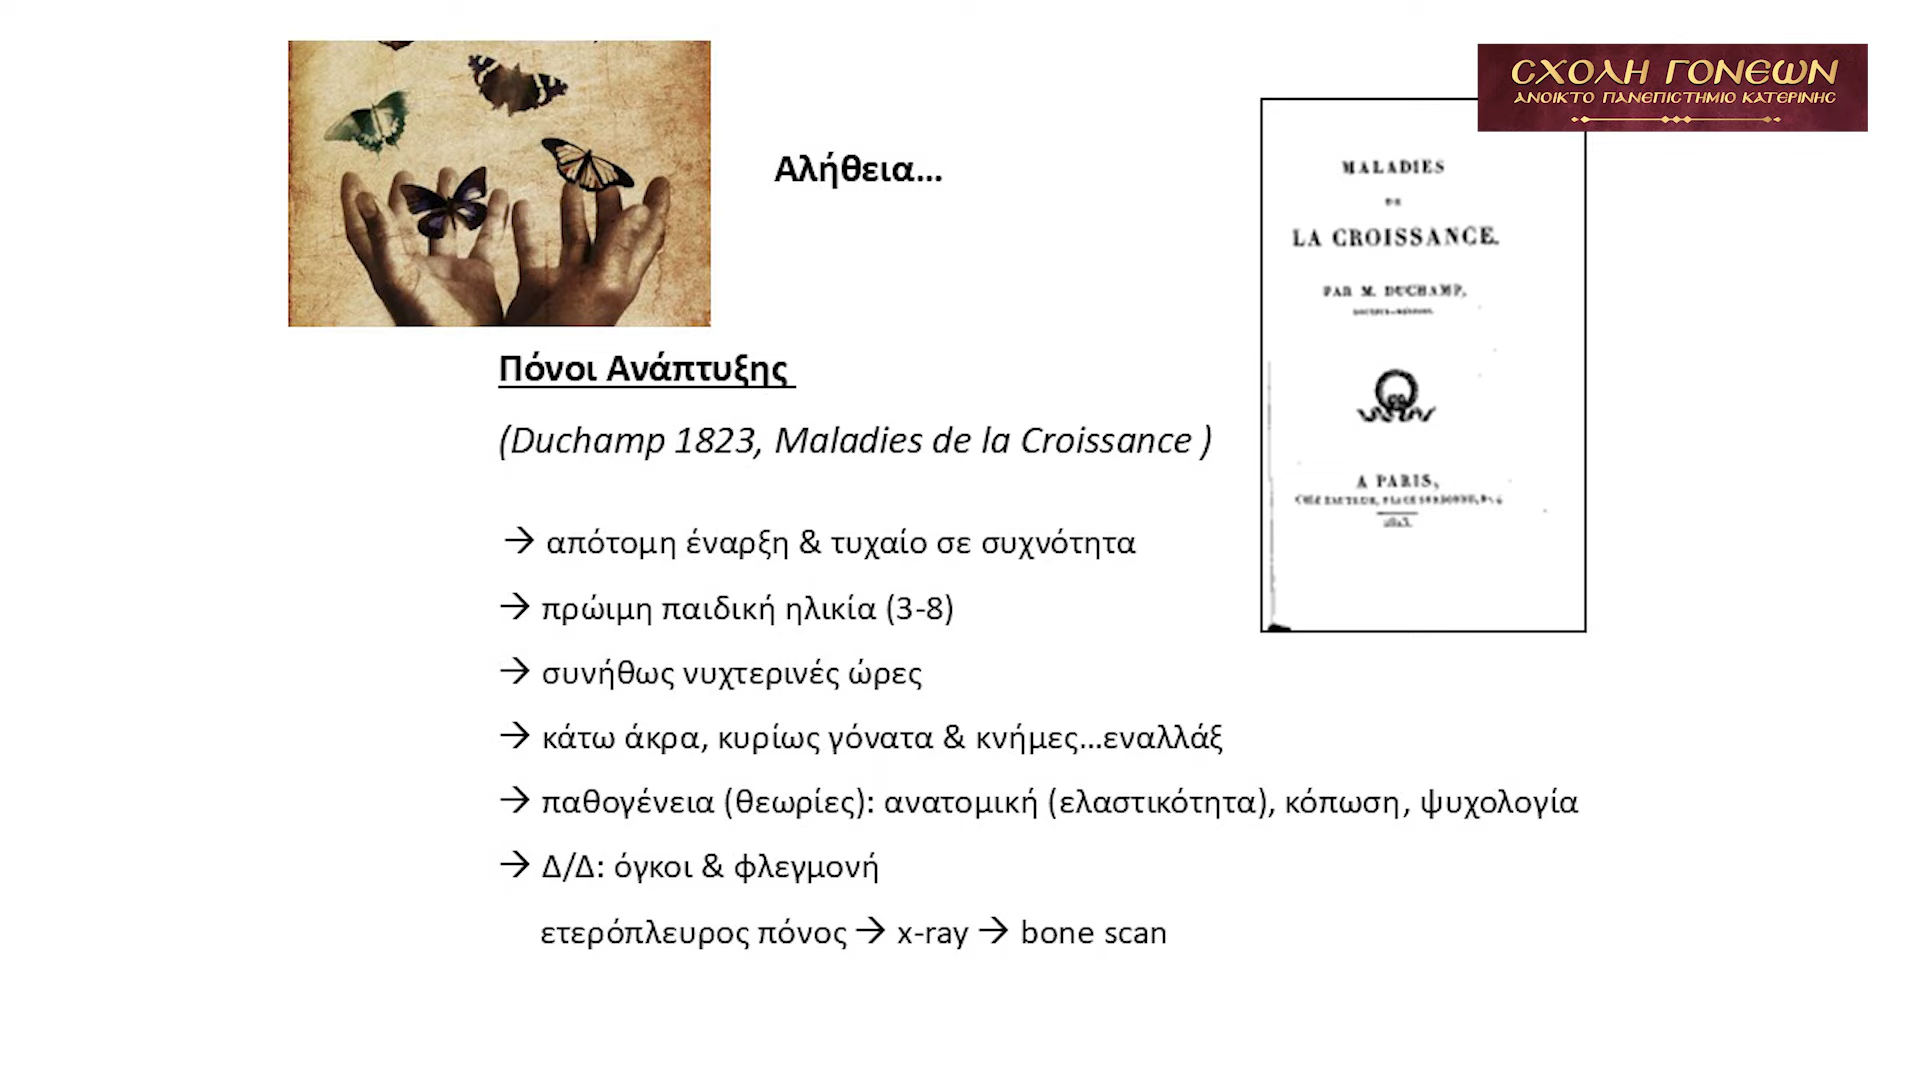 ΣΧΟΛΗ ΓΟΝΕΩΝ
ΑΝΟΙΚΤΟ ΠΑΝΕΠΙΣΤΗΜΙΟ ΚΑΤΕΡΙΝΗΣ
Αλήθεια...
MALADIES
DE
LA CROISSANCE.
PAR M. DUCHAMP,
A PARIS,
1823.
Πόνοι Ανάπτυξης
(Duchamp 1823, Maladies de la Croissance )
→ απότομη έναρξη & τυχαίο σε συχνότητα
→ πρώιμη παιδική ηλικία (3-8)
→ συνήθως νυχτερινές ώρες
→ κάτω άκρα, κυρίως γόνατα & κνήμες...εναλλάξ
→ παθογένεια (θεωρίες): ανατομική (ελαστικότητα), κόπωση, ψυχολογία
→ Δ/Δ: όγκοι & φλεγμονή
ετερόπλευρος πόνος → x-ray → bone scan